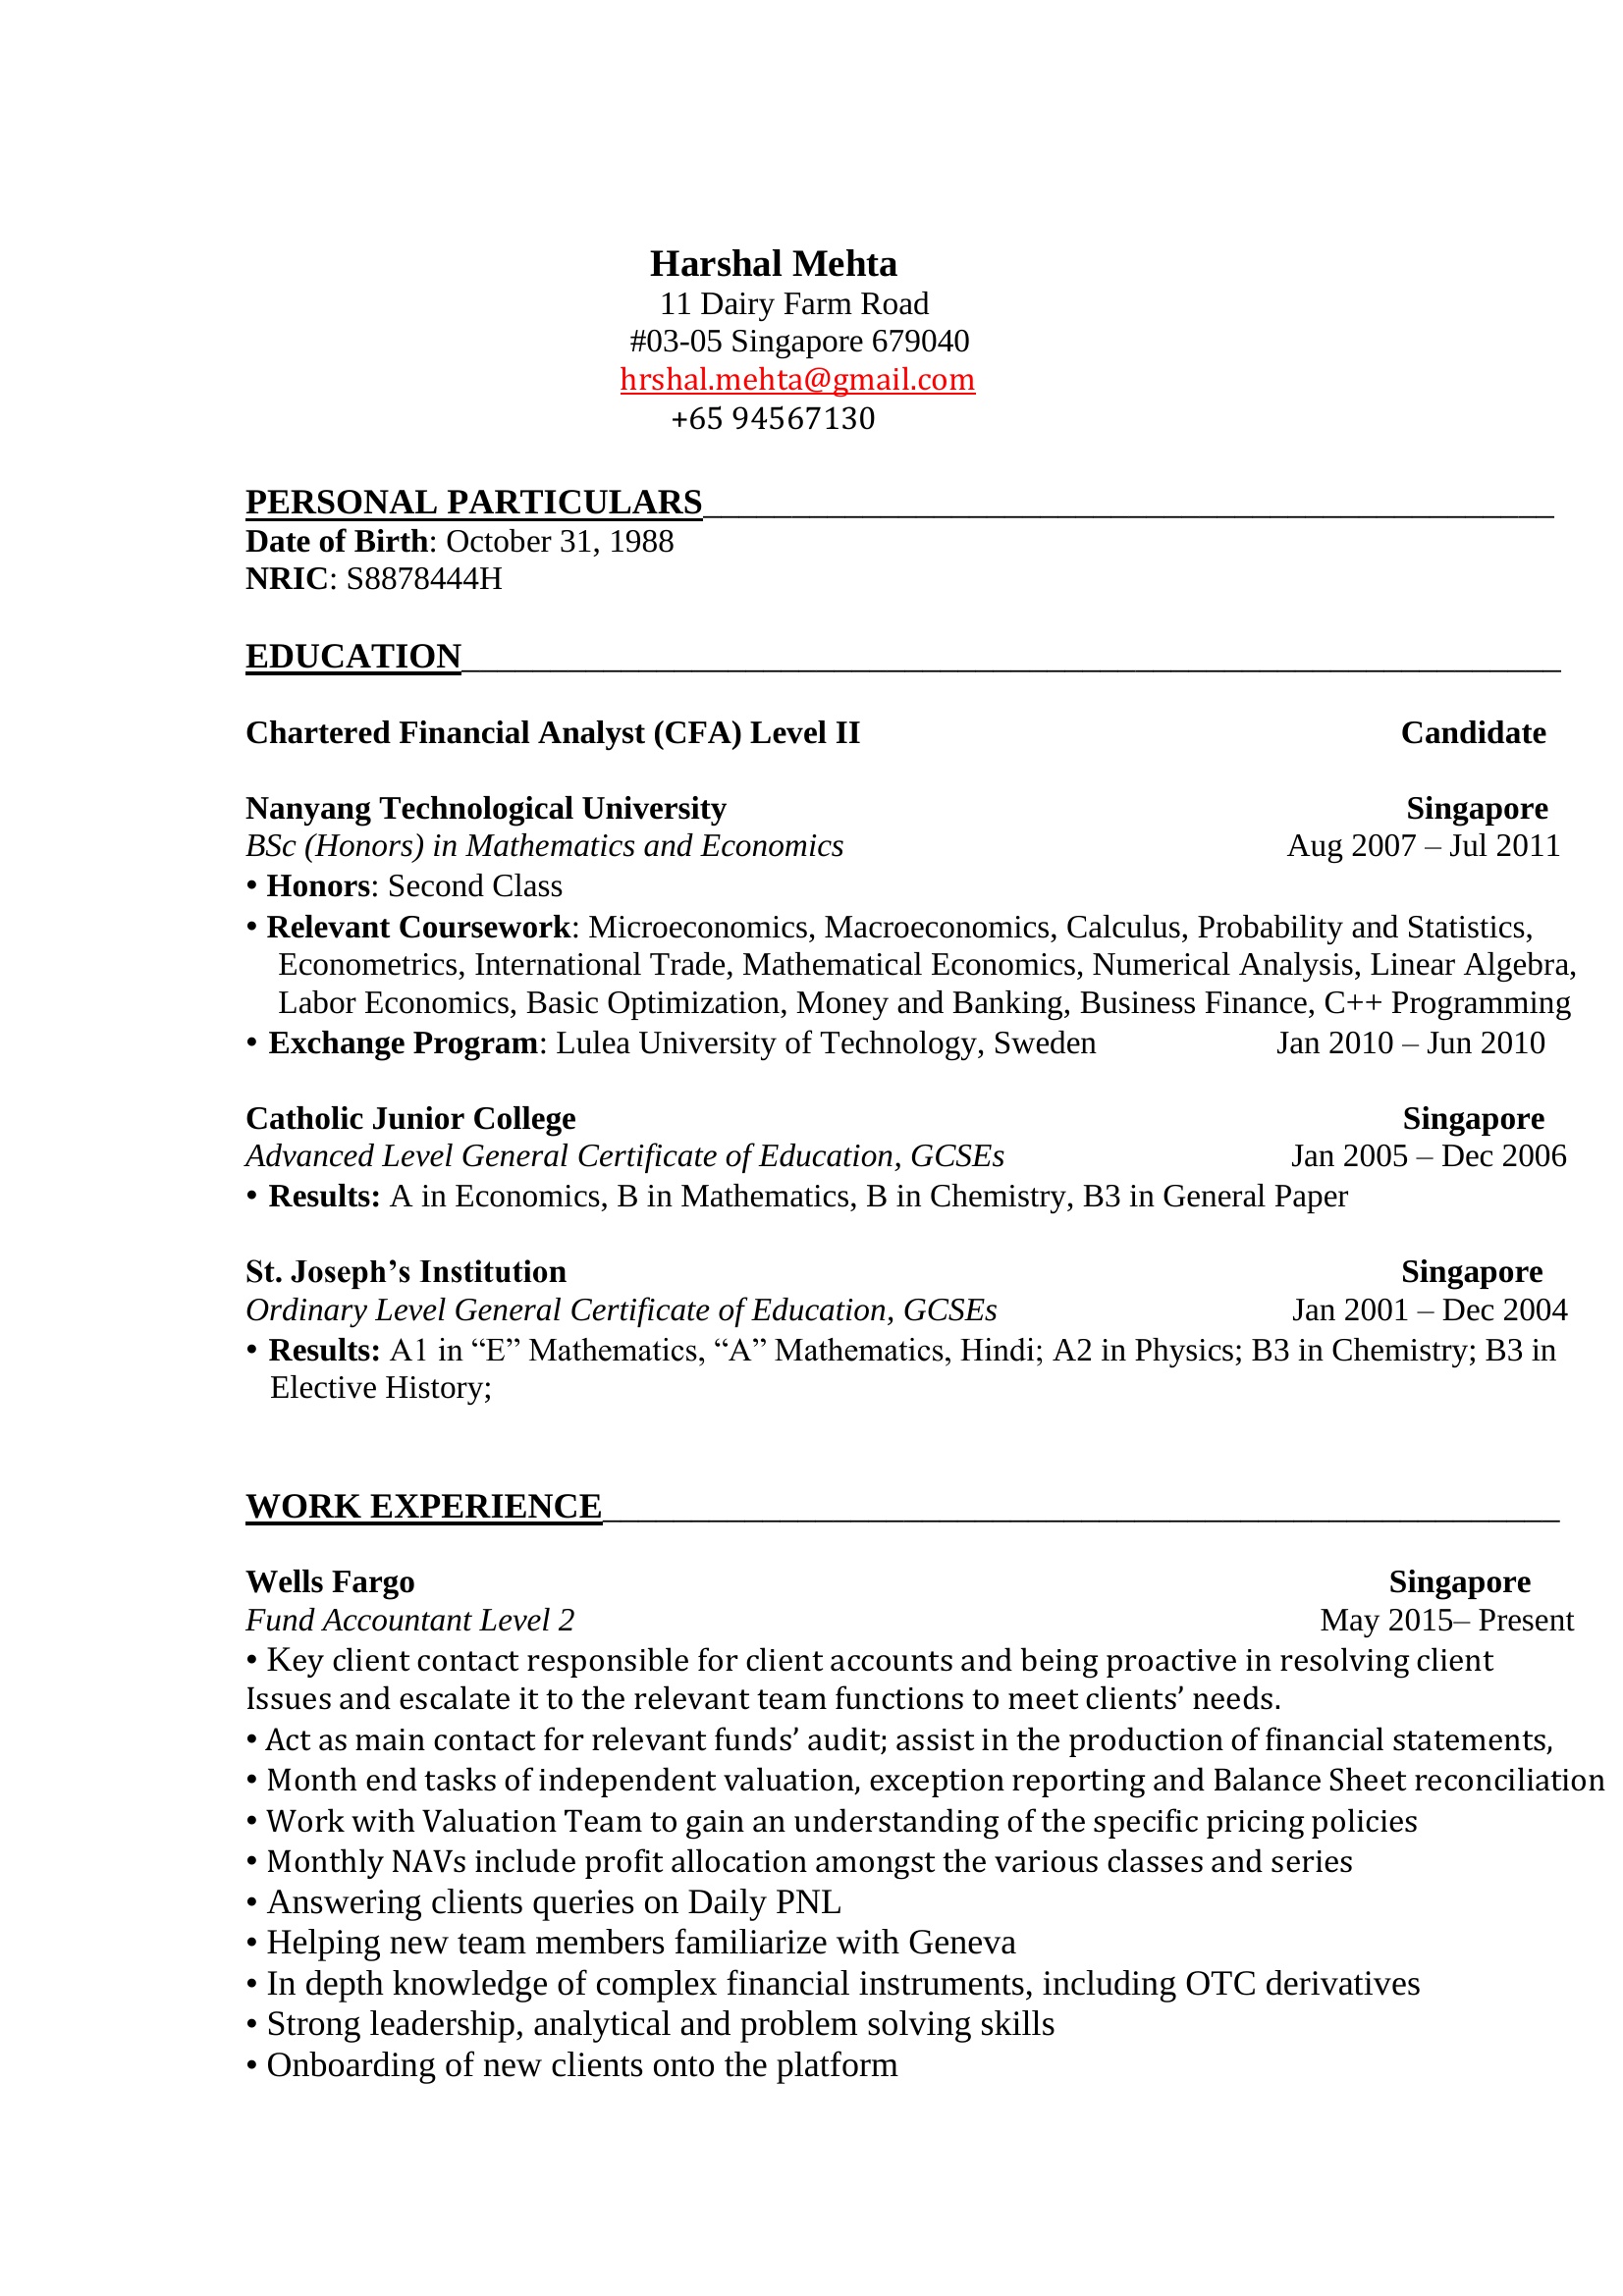 Harshal Mehta
11 Dairy Farm Road
#03-05 Singapore 679040
hrshal.mehta@gmail.com
+65 94567130
PERSONAL PARTICULARS
Date of Birth: October 31, 1988
NRIC: S8878444H
EDUCATION
Chartered Financial Analyst (CFA) Level II Candidate
Nanyang Technological University Singapore
BSc (Honors) in Mathematics and Economics Aug 2007 – Jul 2011
• Honors: Second Class
• Relevant Coursework: Microeconomics, Macroeconomics, Calculus, Probability and Statistics,
Econometrics, International Trade, Mathematical Economics, Numerical Analysis, Linear Algebra,
Labor Economics, Basic Optimization, Money and Banking, Business Finance, C++ Programming
• Exchange Program: Lulea University of Technology, Sweden Jan 2010 – Jun 2010
Catholic Junior College Singapore
Advanced Level General Certificate of Education, GCSEs Jan 2005 – Dec 2006
• Results: A in Economics, B in Mathematics, B in Chemistry, B3 in General Paper
St. Joseph’s Institution Singapore
Ordinary Level General Certificate of Education, GCSEs Jan 2001 – Dec 2004
• Results: A1 in “E” Mathematics, “A” Mathematics, Hindi; A2 in Physics; B3 in Chemistry; B3 in
Elective History;
WORK EXPERIENCE
Wells Fargo Singapore
Fund Accountant Level 2 May 2015– Present
• Key client contact responsible for client accounts and being proactive in resolving client
Issues and escalate it to the relevant team functions to meet clients’ needs.
• Act as main contact for relevant funds’ audit; assist in the production of financial statements,
• Month end tasks of independent valuation, exception reporting and Balance Sheet reconciliation
• Work with Valuation Team to gain an understanding of the specific pricing policies
• Monthly NAVs include profit allocation amongst the various classes and series
• Answering clients queries on Daily PNL
• Helping new team members familiarize with Geneva
• In depth knowledge of complex financial instruments, including OTC derivatives
• Strong leadership, analytical and problem solving skills
• Onboarding of new clients onto the platform